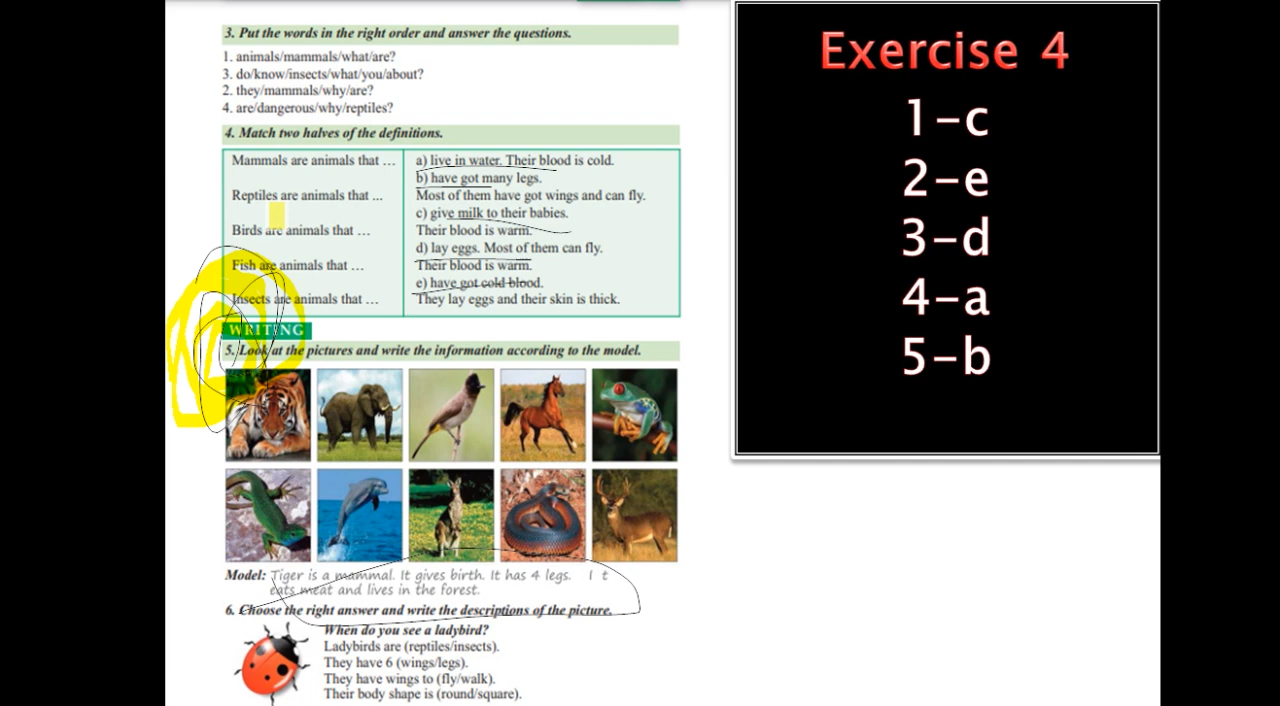 3. Put the words in the right order and answer the questions.
1. animals/mammals/what/are?
3. do/know/insects/what/you/about?
2. they/mammals/why/are?
4. are/dangerous/why/reptiles?
4. Match two halves of the definitions.
Mammals are animals that …
Reptiles are animals that ...
Birds are animals that …
Fish are animals that …
Insects are animals that …
a) live in water. Their blood is cold.
b) have got many legs.
Most of them have got wings and can fly.
c) give milk to their babies.
Their blood is warm.
d) lay eggs. Most of them can fly.
Their blood is warm.
e) have got cold blood.
They lay eggs and their skin is thick.
WRITING
5. Look at the pictures and write the information according to the model.
Model: Tiger is a mammal. It gives birth. It has 4 legs. I t
eats meat and lives in the forest.
6. Choose the right answer and write the descriptions of the picture.
When do you see a ladybird?
Ladybirds are (reptiles/insects).
They have 6 (wings/legs).
They have wings to (fly/walk).
Their body shape is (round/square).
Exercise 4
1-c
2-e
3-d
4-a
5-b